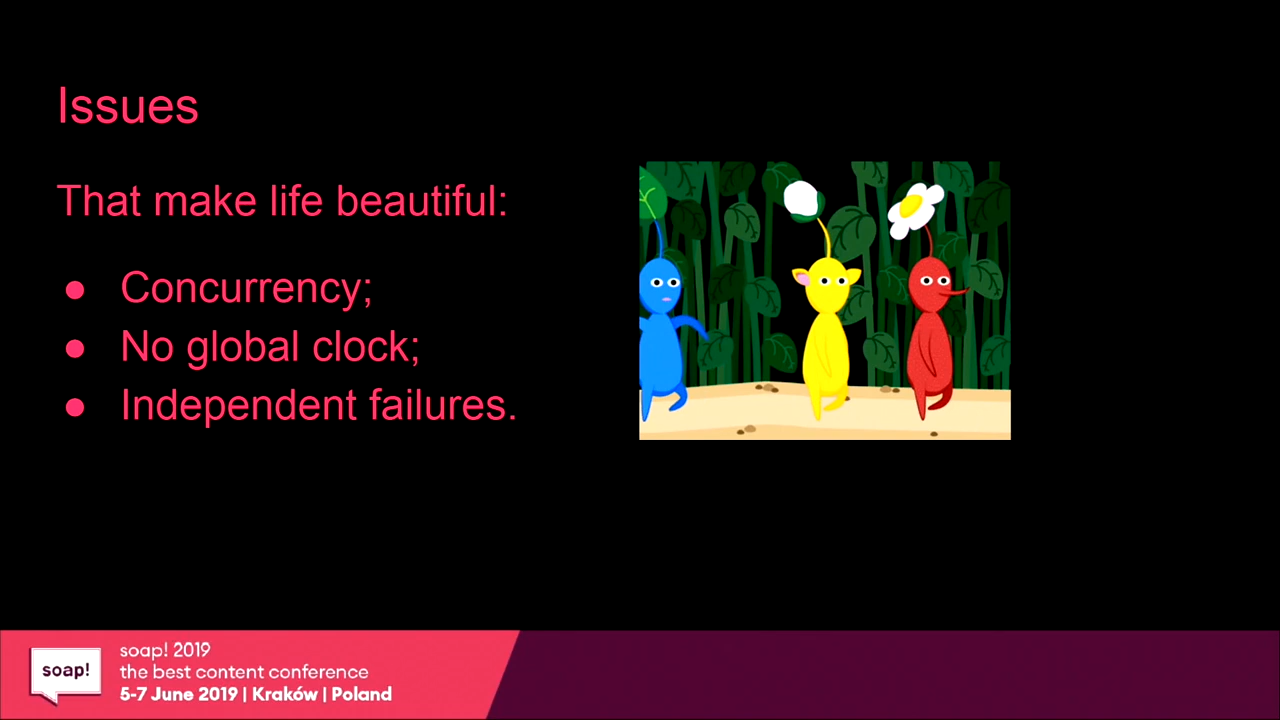 Issues
That make life beautiful:
● Concurrency;
● No global clock;
● Independent failures.
soap!
soap! 2019
the best content conference
5-7 June 2019 | Kraków | Poland